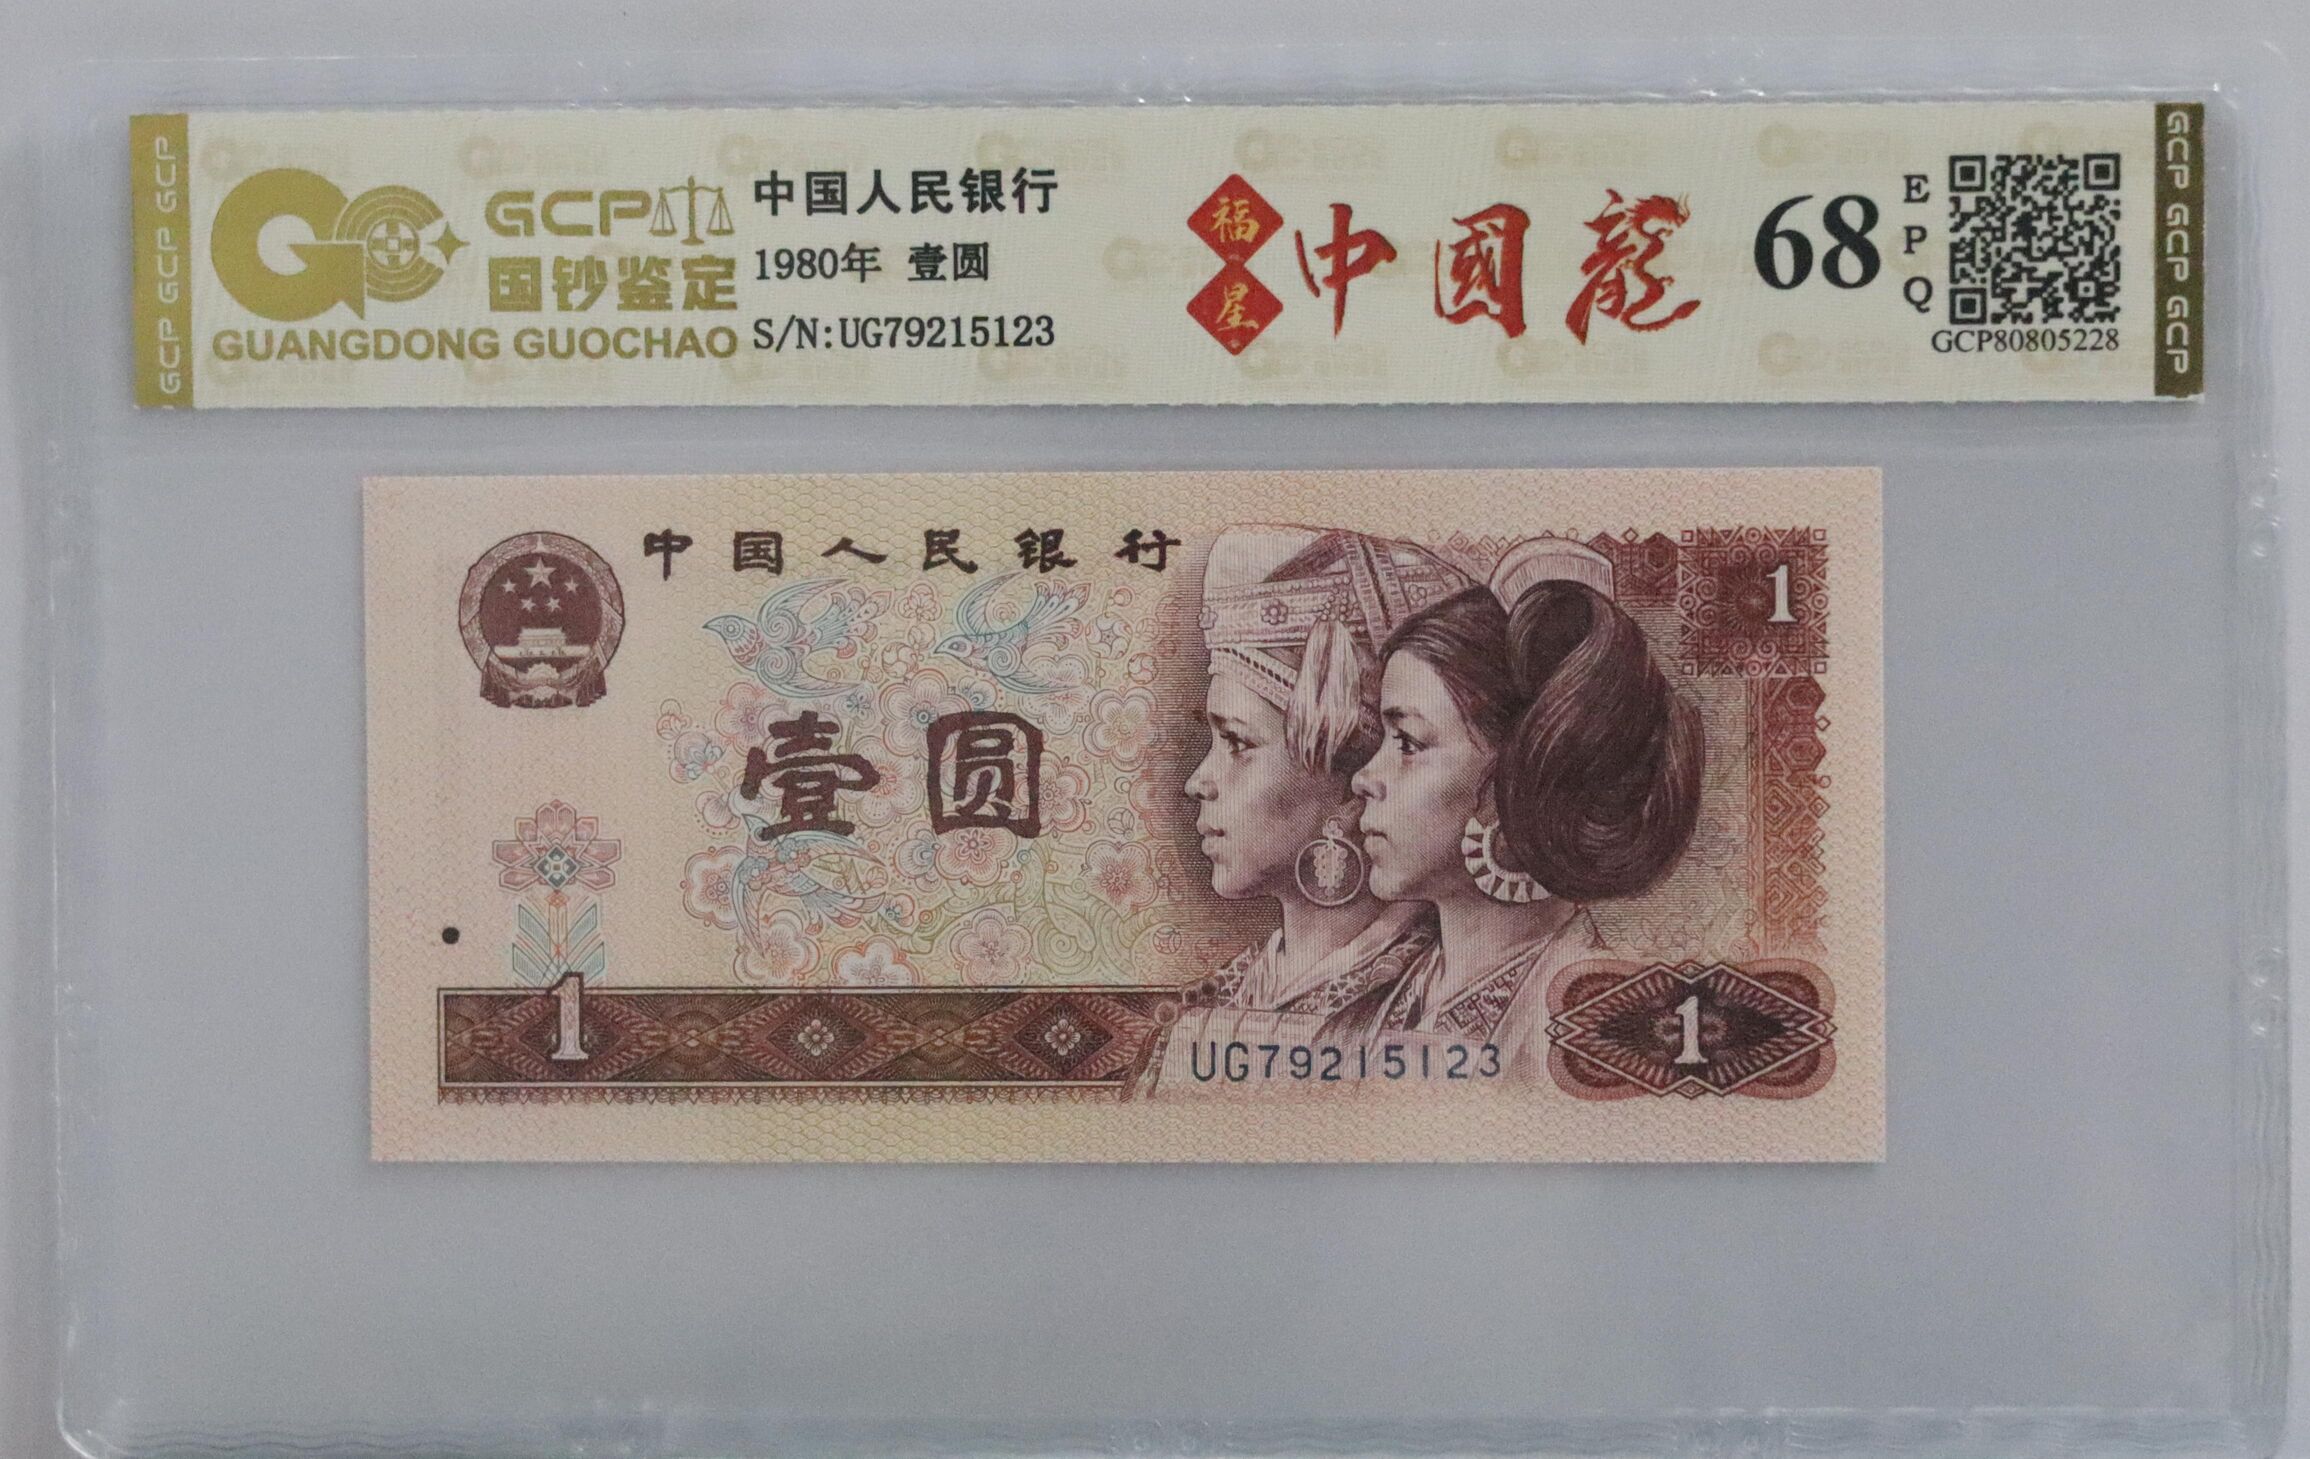 GCP
国钞鉴定
GUANGDONG GUOCHAO
中国人民银行
1980年 壹圆
S/N:UG79215123
福星
中國龍
68
EPQ
GCP80805228
GCP GCP GCP
GCP GCP GCP
中国人民银行
1
壹圆
1
UG79215123
1